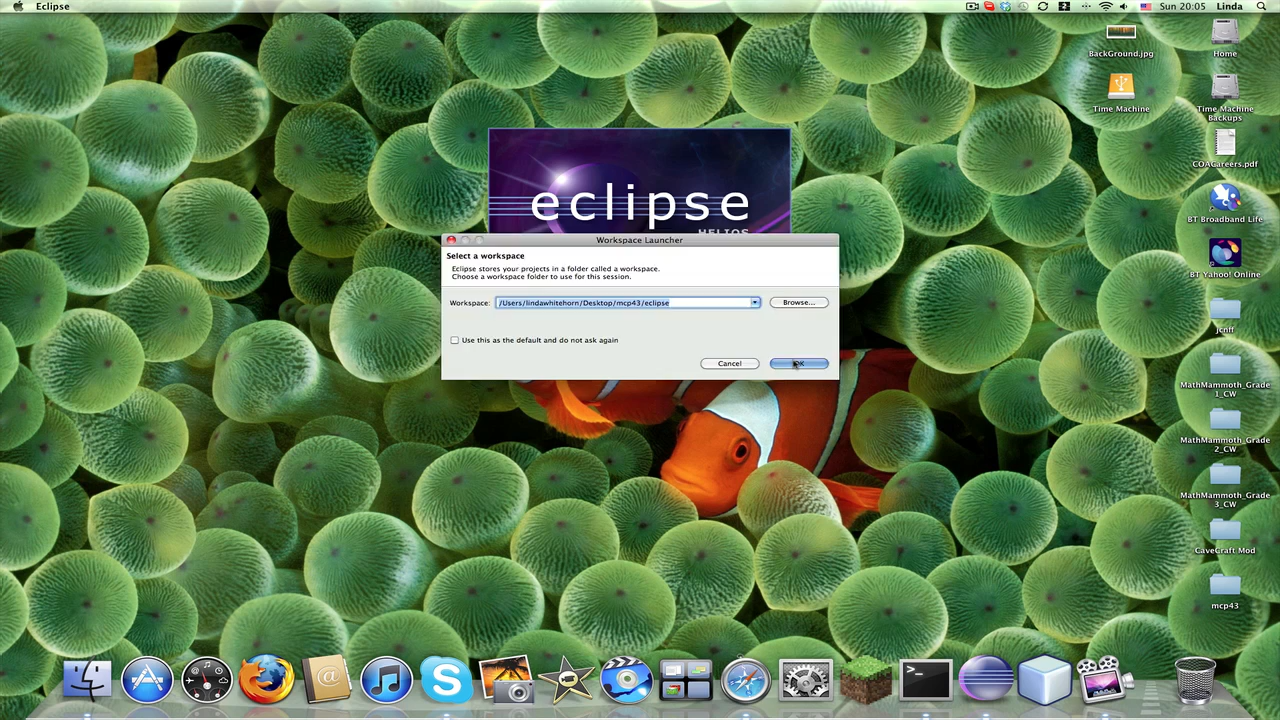 Eclipse
Sun 20:05
Linda
BackGround.jpg
Home
Time Machine
Time Machine
Backups
COACareers.pdf
BT Broadband Life
BT Yahoo! Online
jcnff
MathMammoth_Grade
1_CW
MathMammoth_Grade
2_CW
MathMammoth_Grade
3_CW
CaveCraft Mod
mcp43
eclipse
HELIOS
Workspace Launcher
Select a workspace
Eclipse stores your projects in a folder called a workspace.
Choose a workspace folder to use for this session.
Workspace:
/Users/lindawhitehorn/Desktop/mcp43/eclipse
Browse...
Use this as the default and do not ask again
Cancel
OK